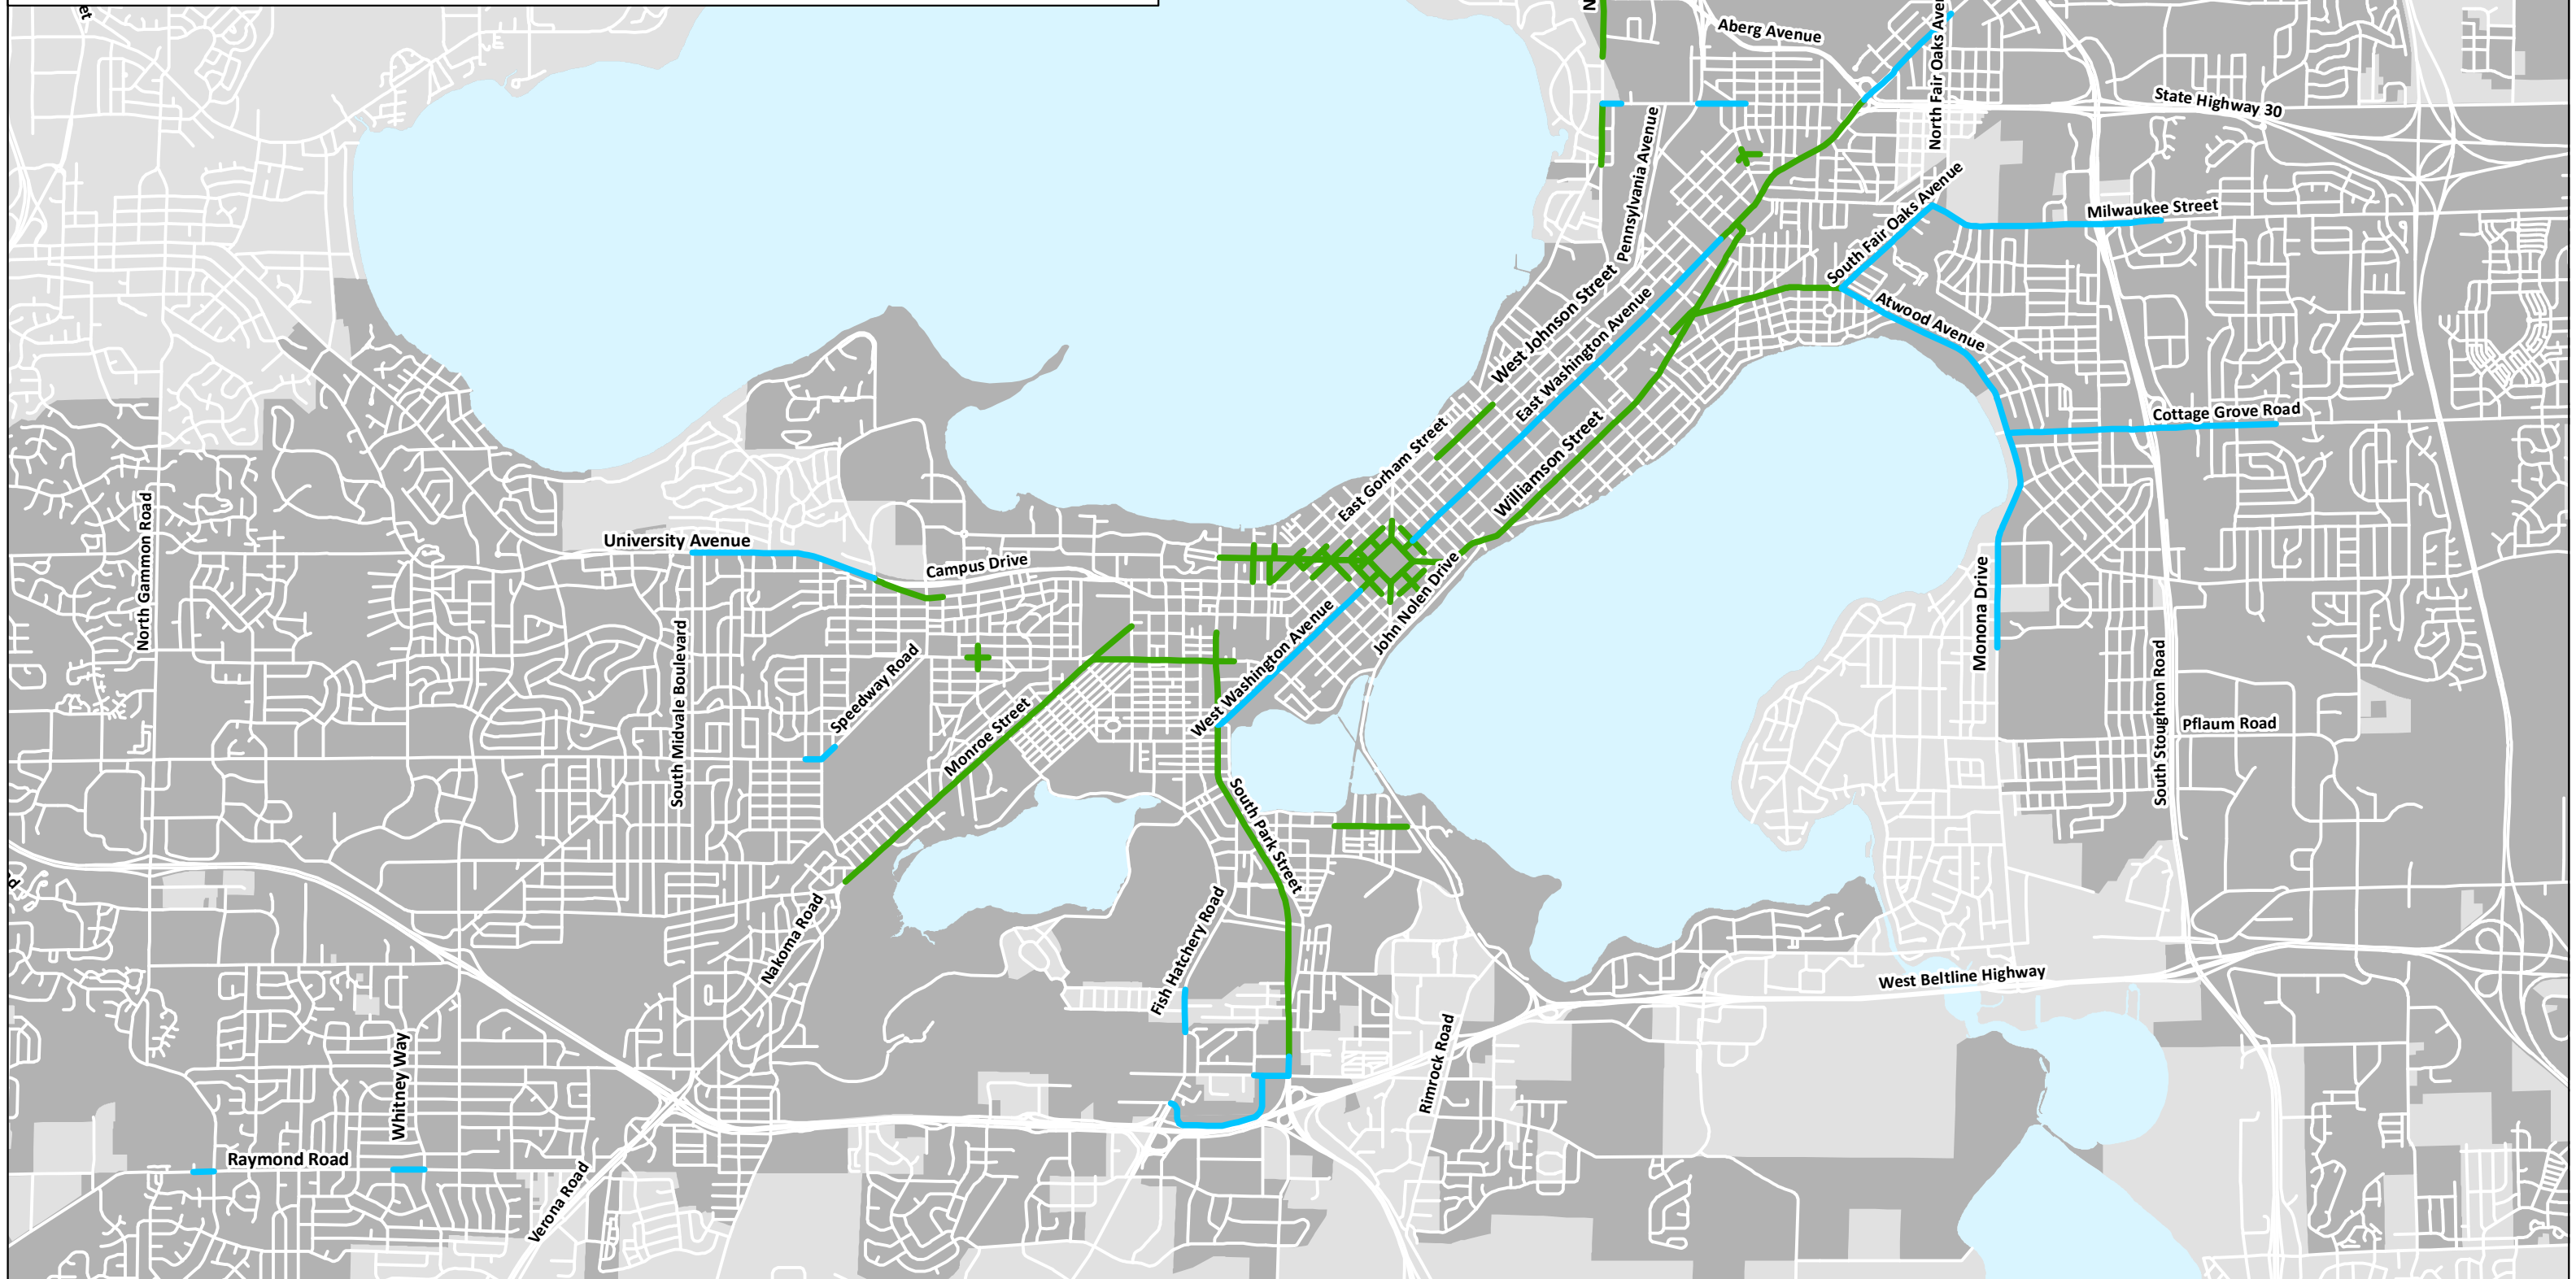 Aberg Avenue
North Fair Oaks Aven
State Highway 30
Pennsylvania Avenue
South Fair Oaks Avenue
Milwaukee Street
West Johnson Street
East Washington Avenue
Atwood Avenue
Cottage Grove Road
East Gorham Street
Williamson Street
North Gammon Road
University Avenue
Campus Drive
John Nolen Drive
Monona Drive
West Washington Avenue
South Midvale Boulevard
Speedway Road
Monroe Street
South Stoughton Road
Pflaum Road
South Park Street
Nakoma Road
Fish Hatchery Road
West Beltline Highway
Rimrock Road
Whitney Way
Raymond Road
Verona Road